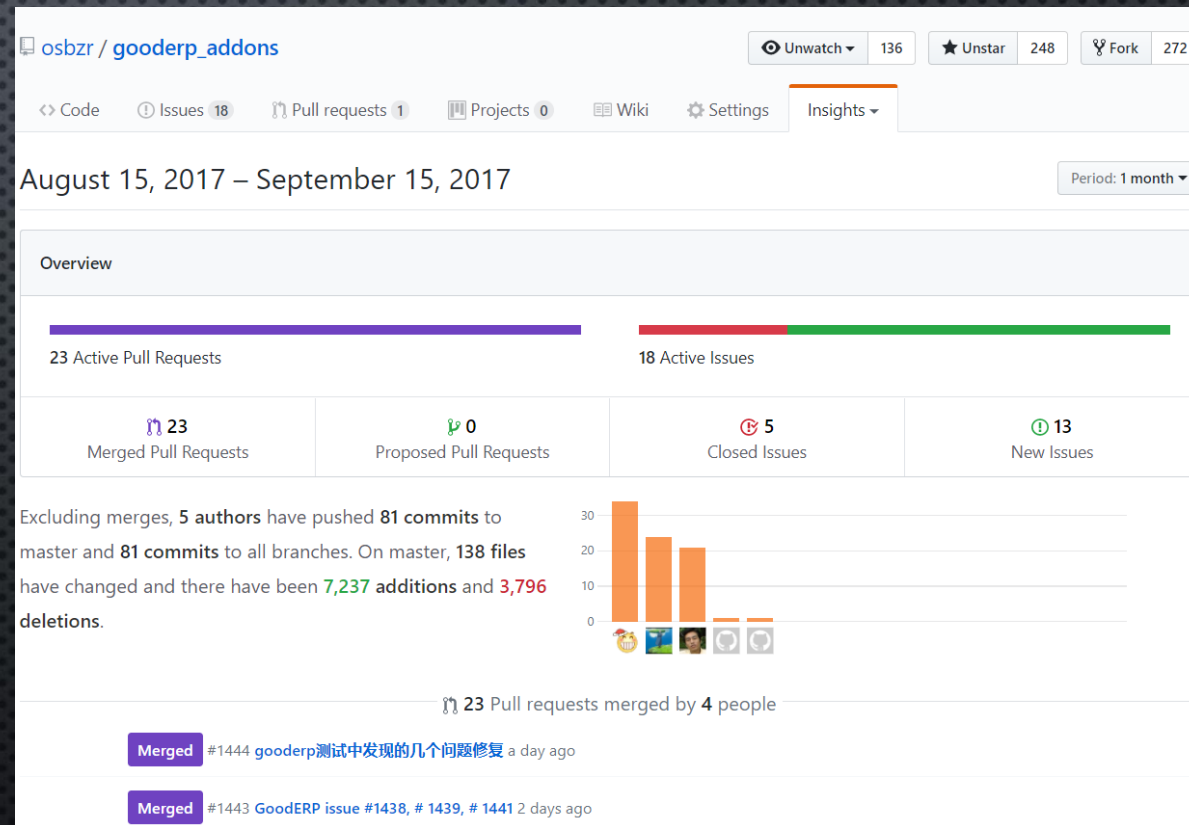 osbzr / gooderp_addons
Unwatch 136 Unstar 248 Fork 272
Code Issues 18 Pull requests 1 Projects 0 Wiki Settings Insights
August 15, 2017 – September 15, 2017
Period: 1 month
Overview
23 Active Pull Requests
18 Active Issues
23
Merged Pull Requests
0
Proposed Pull Requests
5
Closed Issues
13
New Issues
Excluding merges, 5 authors have pushed 81 commits to
master and 81 commits to all branches. On master, 138 files
have changed and there have been 7,237 additions and 3,796
deletions.
30
20
10
0
23 Pull requests merged by 4 people
Merged #1444 gooderp测试中发现的几个问题修复 a day ago
Merged #1443 GoodERP issue #1438, # 1439, # 1441 2 days ago